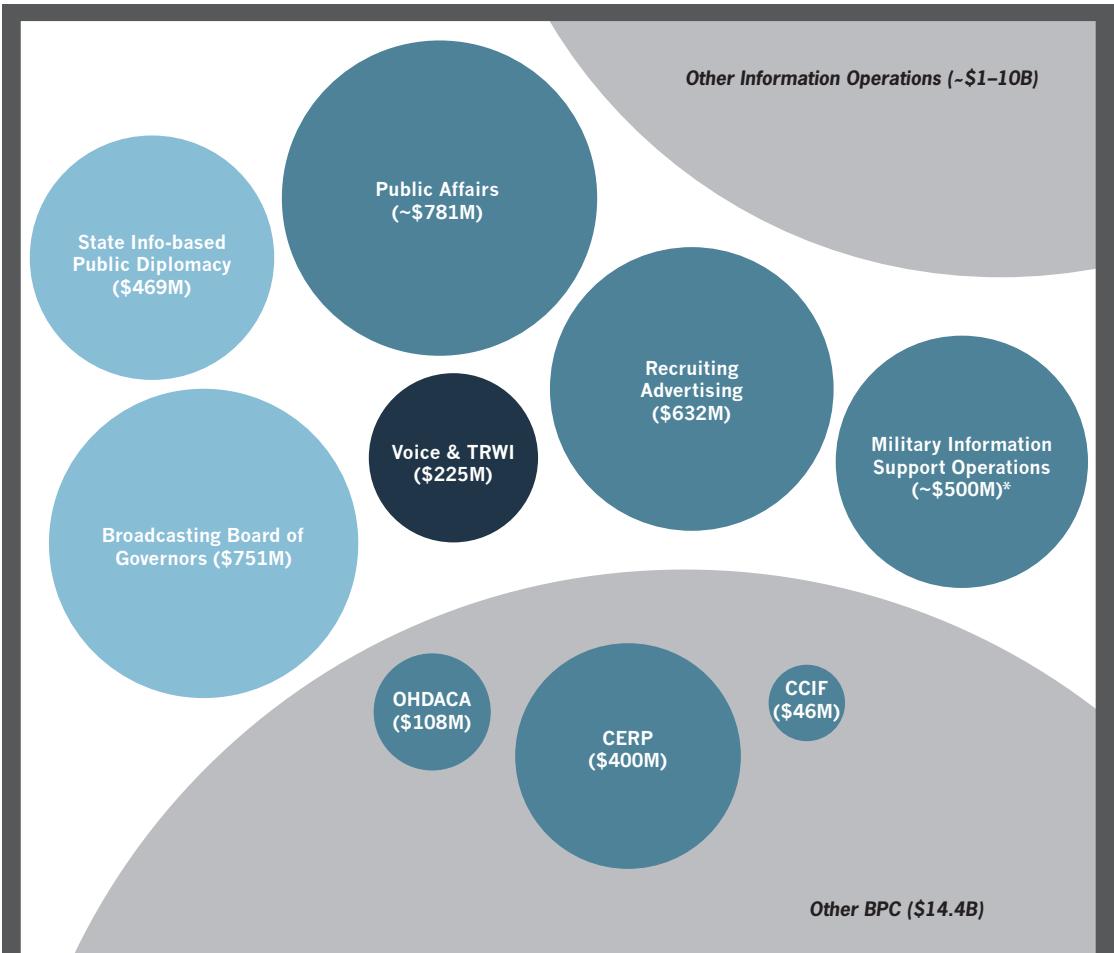 Other Information Operations (~$1–10B)
Public Affairs
(~$781M)
State Info-based
Public Diplomacy
($469M)
Recruiting
Advertising
($632M)
Voice & TRWI
($225M)
Military Information
Support Operations
(~$500M)*
Broadcasting Board of
Governors ($751M)
OHDACA
($108M)
CERP
($400M)
CCIF
($46M)
Other BPC ($14.4B)